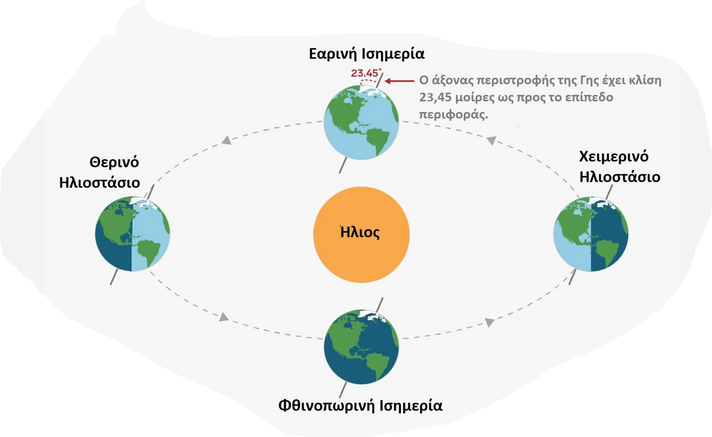 Εαρινή Ισημερία
23.45°
Ο άξονας περιστροφής της Γης έχει κλίση
23,45 μοίρες ως προς το επίπεδο
περιφοράς.
Θερινό
Ηλιοστάσιο
Χειμερινό
Ηλιοστάσιο
Ήλιος
Φθινοπωρινή Ισημερία